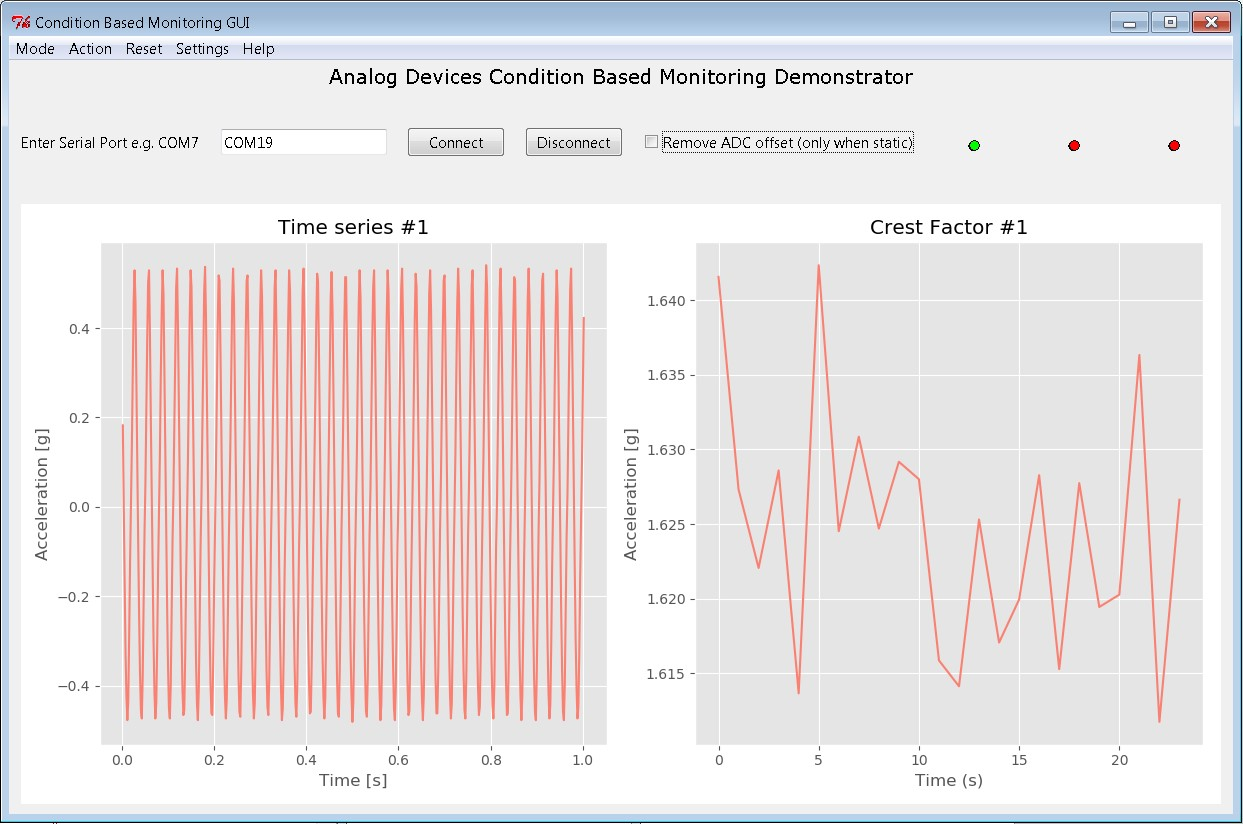 Condition Based Monitoring GUI
Mode Action Reset Settings Help
Analog Devices Condition Based Monitoring Demonstrator
Enter Serial Port e.g. COM7 COM19 Connect Disconnect Remove ADC offset (only when static)
Time series #1
0.4
0.2
0.0
−0.2
−0.4
Acceleration [g]
0.0 0.2 0.4 0.6 0.8 1.0
Time [s]
Crest Factor #1
1.640
1.635
1.630
1.625
1.620
1.615
Acceleration [g]
0 5 10 15 20
Time (s)